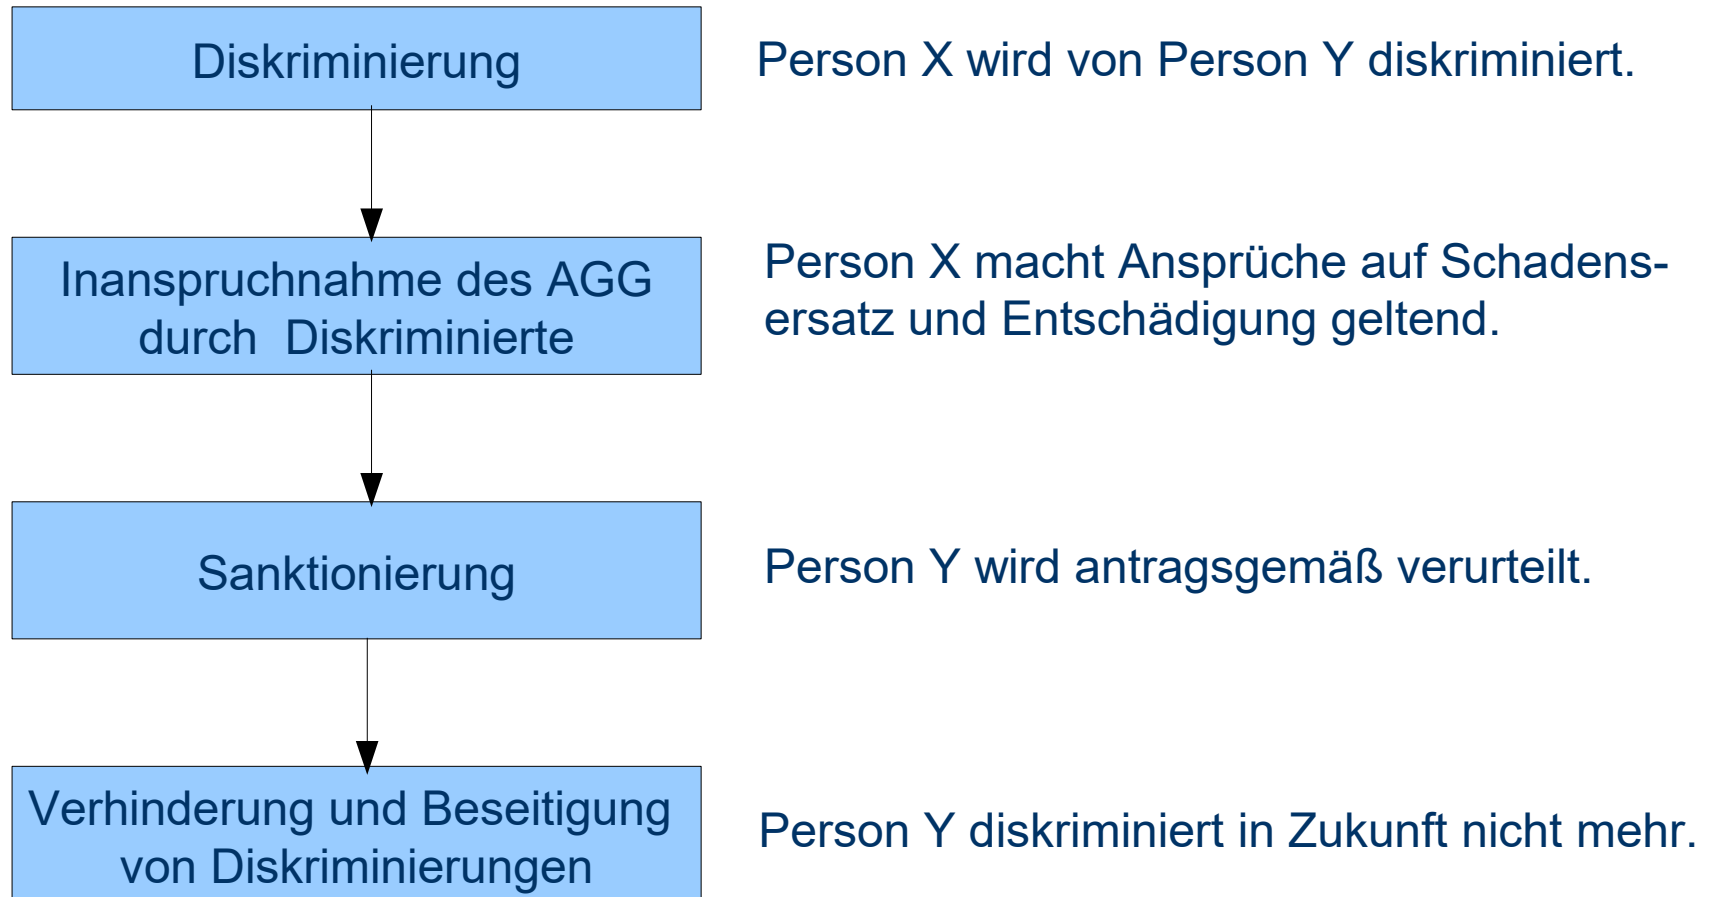 Diskriminierung
Person X wird von Person Y diskriminiert.
Inanspruchnahme des AGG
durch Diskriminierte
Person X macht Ansprüche auf Schadens-
ersatz und Entschädigung geltend.
Sanktionierung
Person Y wird antragsgemäß verurteilt.
Verhinderung und Beseitigung
von Diskriminierungen
Person Y diskriminiert in Zukunft nicht mehr.